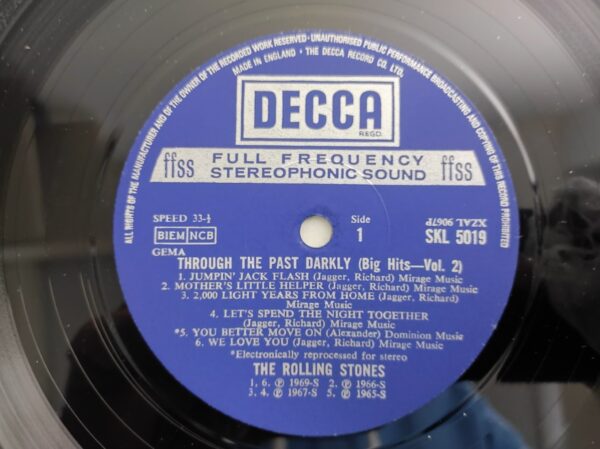 ALL RIGHTS OF THE MANUFACTURER AND OF THE OWNER OF THE RECORDED WORK RESERVED · UNAUTHORISED PUBLIC PERFORMANCE BROADCASTING AND COPYING OF THIS RECORD PROHIBITED
MADE IN ENGLAND · THE DECCA RECORD CO. LTD.
DECCA
REGD.
ffss FULL FREQUENCY STEREOPHONIC SOUND ffss
SPEED 33-⅓
BIEM NCB
GEMA
Side
1
XZAL 9067P
SKL 5019
THROUGH THE PAST DARKLY (Big Hits—Vol. 2)
1. JUMPIN' JACK FLASH (Jagger, Richard) Mirage Music
2. MOTHER'S LITTLE HELPER (Jagger, Richard) Mirage Music
3. 2,000 LIGHT YEARS FROM HOME (Jagger, Richard)
Mirage Music
4. LET'S SPEND THE NIGHT TOGETHER
(Jagger, Richard) Mirage Music
*5. YOU BETTER MOVE ON (Alexander) Dominion Music
6. WE LOVE YOU (Jagger, Richard) Mirage Music
*Electronically reprocessed for stereo
THE ROLLING STONES
1. 6. ℗ 1969-S 2. ℗ 1966-S
3. 4. ℗ 1967-S 5. ℗ 1965-S